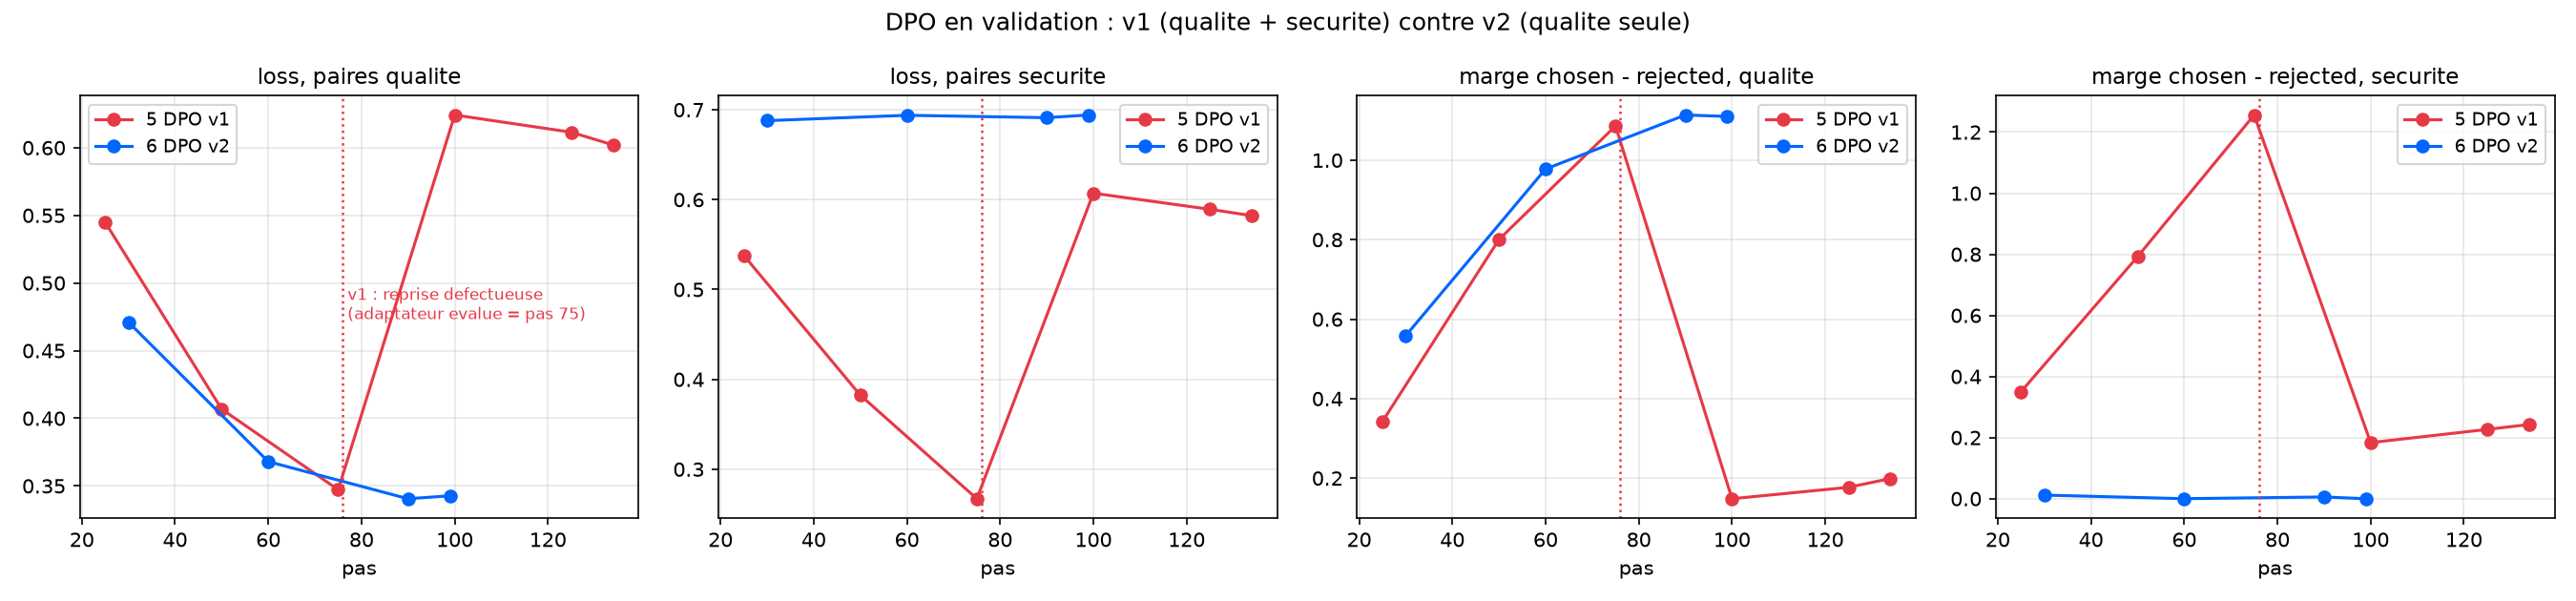 DPO en validation : v1 (qualite + securite) contre v2 (qualite seule)
loss, paires qualite
5 DPO v1
6 DPO v2
0.60
0.55
0.50
0.45
0.40
0.35
v1 : reprise defectueuse
(adaptateur evalue = pas 75)
20 40 60 80 100 120
pas
loss, paires securite
5 DPO v1
6 DPO v2
0.7
0.6
0.5
0.4
0.3
20 40 60 80 100 120
pas
marge chosen - rejected, qualite
5 DPO v1
6 DPO v2
1.0
0.8
0.6
0.4
0.2
20 40 60 80 100 120
pas
marge chosen - rejected, securite
5 DPO v1
6 DPO v2
1.2
1.0
0.8
0.6
0.4
0.2
0.0
20 40 60 80 100 120
pas